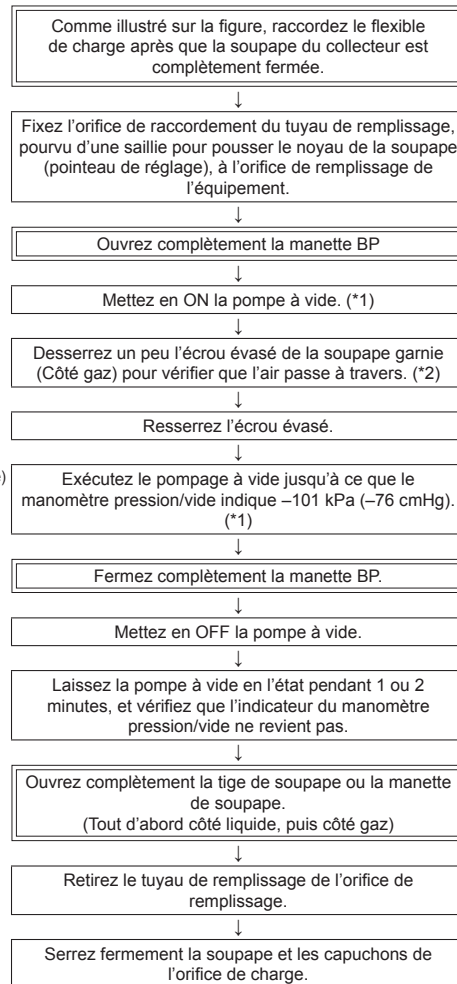 Comme illustré sur la figure, raccordez le flexible
de charge après que la soupape du collecteur est
complètement fermée.
↓
Fixez l'orifice de raccordement du tuyau de remplissage,
pourvu d'une saillie pour pousser le noyau de la soupape
(pointeau de réglage), à l'orifice de remplissage de
l'équipement.
↓
Ouvrez complètement la manette BP
↓
Mettez en ON la pompe à vide. (*1)
↓
Desserrez un peu l'écrou évasé de la soupape garnie
(Côté gaz) pour vérifier que l'air passe à travers. (*2)
↓
Resserrez l'écrou évasé.
↓
Exécutez le pompage à vide jusqu'à ce que le
manomètre pression/vide indique –101 kPa (–76 cmHg).
(*1)
↓
Fermez complètement la manette BP.
↓
Mettez en OFF la pompe à vide.
↓
Laissez la pompe à vide en l'état pendant 1 ou 2
minutes, et vérifiez que l'indicateur du manomètre
pression/vide ne revient pas.
↓
Ouvrez complètement la tige de soupape ou la manette
de soupape.
(Tout d'abord côté liquide, puis côté gaz)
↓
Retirez le tuyau de remplissage de l'orifice de
remplissage.
↓
Serrez fermement la soupape et les capuchons de
l'orifice de charge.